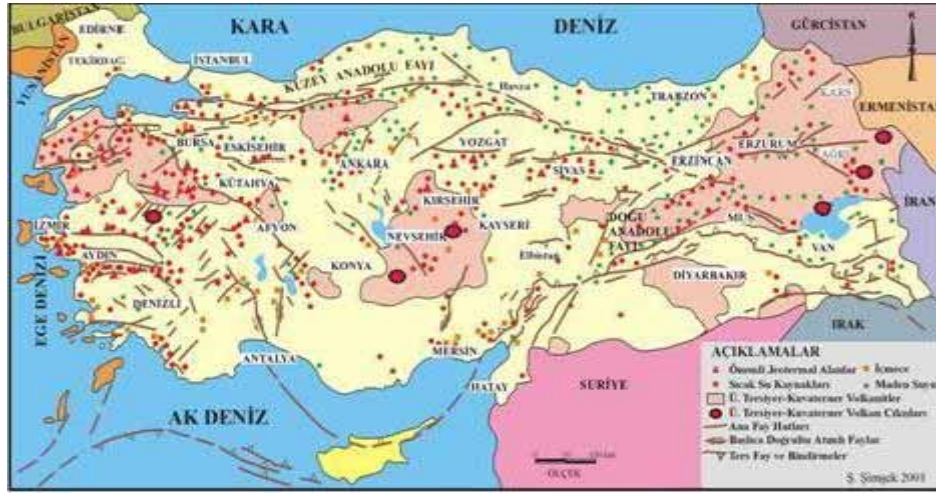 BULGARİSTAN
KARA
DENİZ
GÜRCİSTAN
EDİRNE
TEKİRDAĞ
İSTANBUL
YUNANİSTAN
KUZEY ANADOLU FAYI
Havza
TRABZON
KARS
ERMENİSTAN
BURSA
ESKİŞEHİR
ANKARA
YOZGAT
SİVAS
ERZİNCAN
ERZURUM
AĞRI
KÜTAHYA
KIRŞEHİR
İRAN
İZMİR
AFYON
NEVŞEHİR
KAYSERİ
DOĞU
ANADOLU
FAYI
MUŞ
VAN
AYDIN
KONYA
Elbistan
DİYARBAKIR
EGE DENİZİ
DENİZLİ
ANTALYA
MERSİN
HATAY
SURİYE
IRAK
AK DENİZ
AÇIKLAMALAR
Önemli Jeotermal Alanlar
İçmece
Sıcak Su Kaynakları
Maden Suyu
Ü. Tersiyer-Kuvaterner Volkanitler
Ü. Tersiyer-Kuvaterner Volkan Çıkışları
Ana Fay Hatları
Başlıca Doğrultu Atımlı Faylar
Ters Fay ve Bindirmeler
ÖLÇEK
Ş. Şimşek 2001